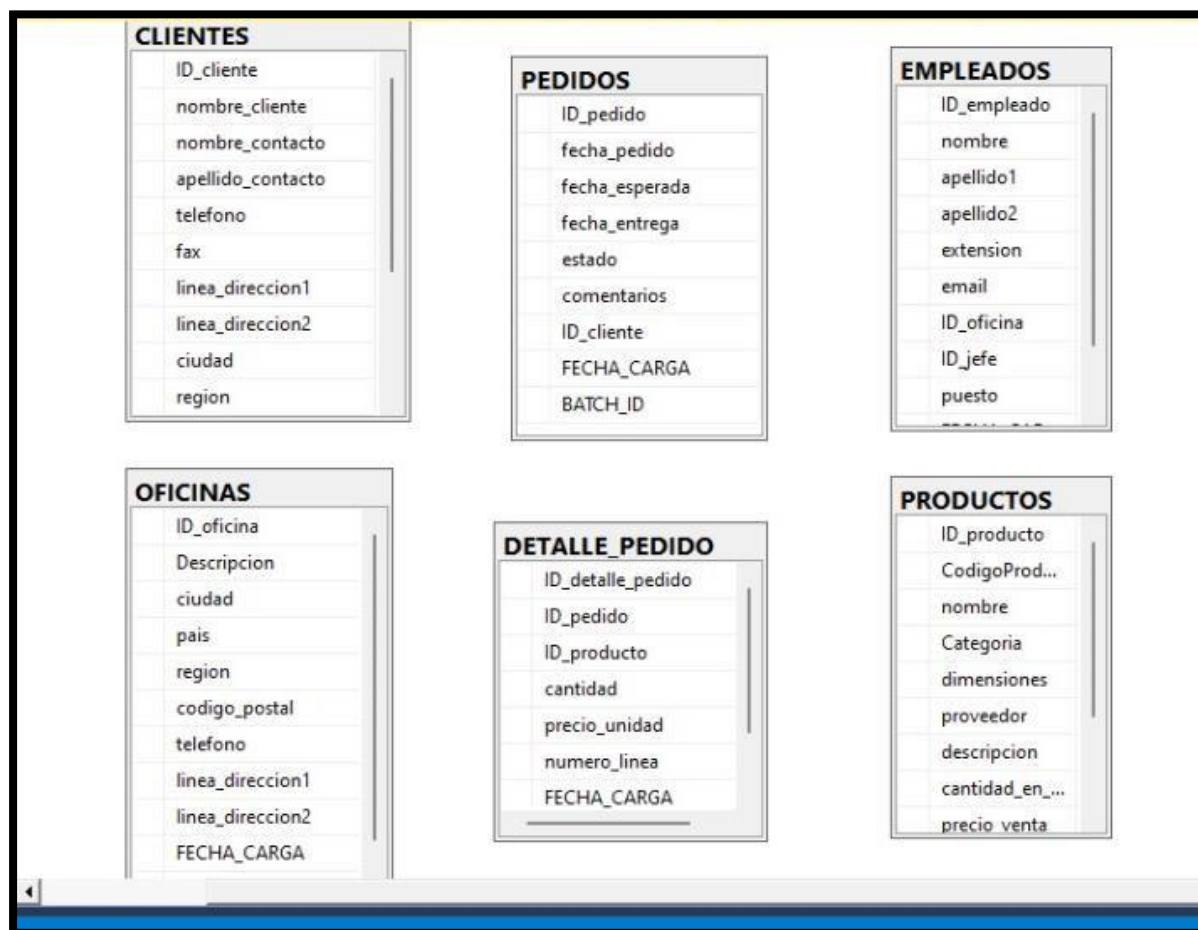 CLIENTES
ID_cliente
nombre_cliente
nombre_contacto
apellido_contacto
telefono
fax
linea_direccion1
linea_direccion2
ciudad
region
PEDIDOS
ID_pedido
fecha_pedido
fecha_esperada
fecha_entrega
estado
comentarios
ID_cliente
FECHA_CARGA
BATCH_ID
EMPLEADOS
ID_empleado
nombre
apellido1
apellido2
extension
email
ID_oficina
ID_jefe
puesto
OFICINAS
ID_oficina
Descripcion
ciudad
pais
region
codigo_postal
telefono
linea_direccion1
linea_direccion2
FECHA_CARGA
DETALLE_PEDIDO
ID_detalle_pedido
ID_pedido
ID_producto
cantidad
precio_unidad
numero_linea
FECHA_CARGA
PRODUCTOS
ID_producto
CodigoProd...
nombre
Categoria
dimensiones
proveedor
descripcion
cantidad_en_...
precio_venta